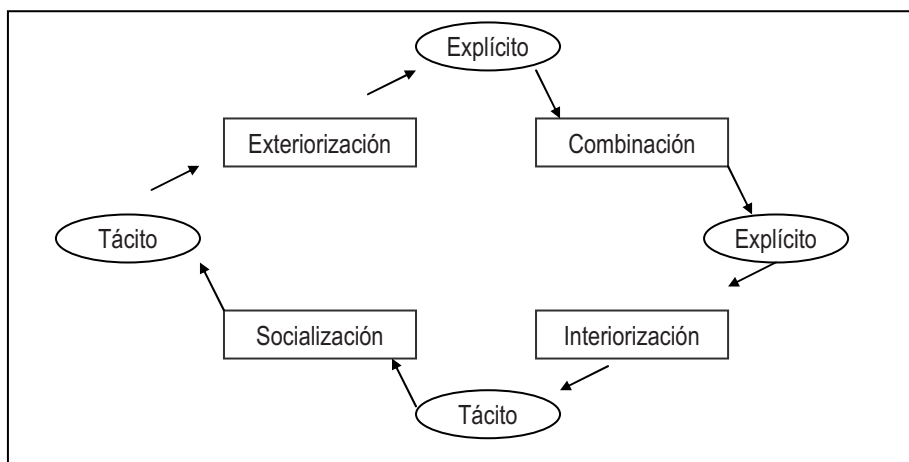 Explícito
Exteriorización
Combinación
Tácito
Explícito
Socialización
Interiorización
Tácito